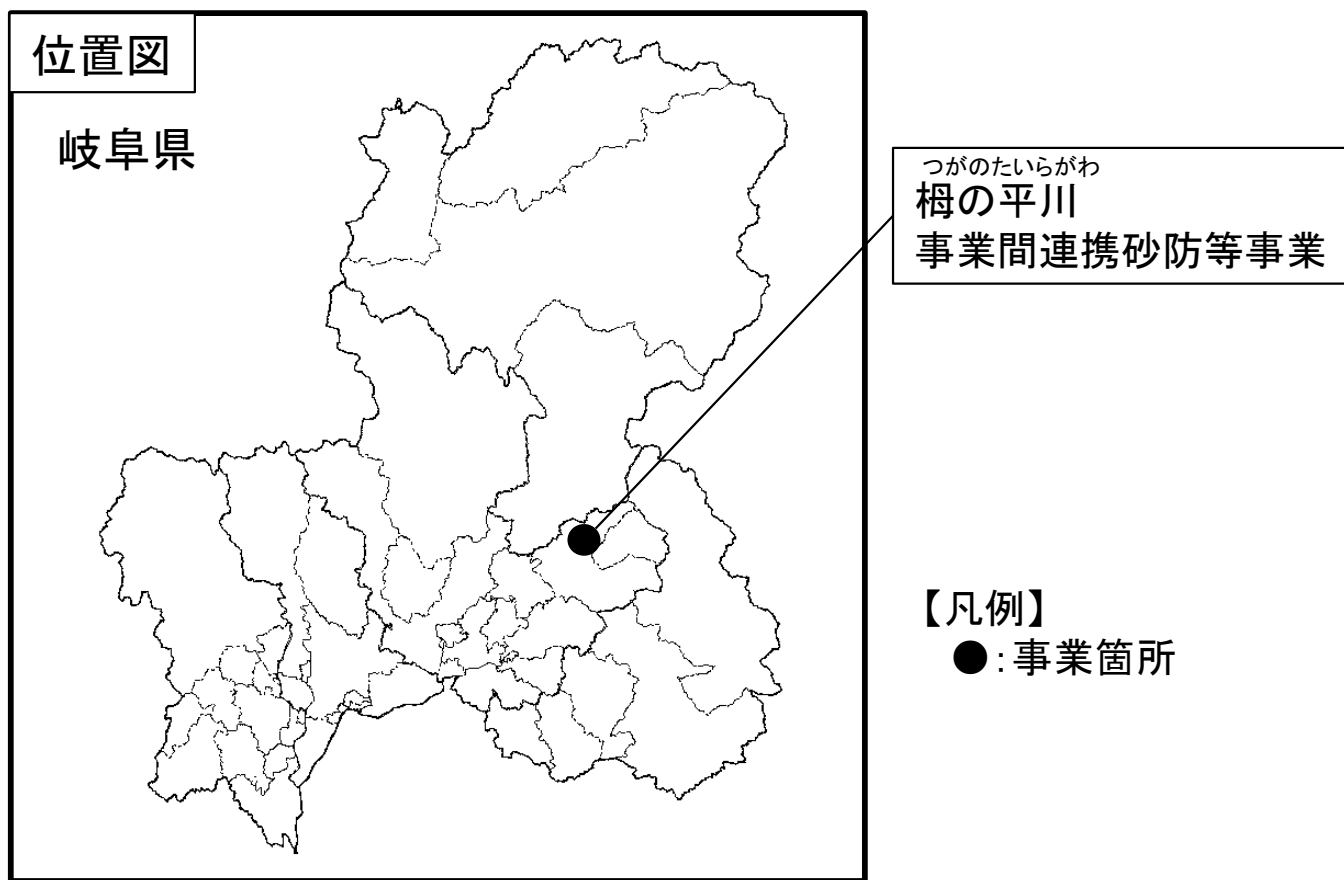 位置図
岐阜県
つがのたいらがわ
栂の平川
事業間連携砂防等事業
【凡例】
●:事業箇所